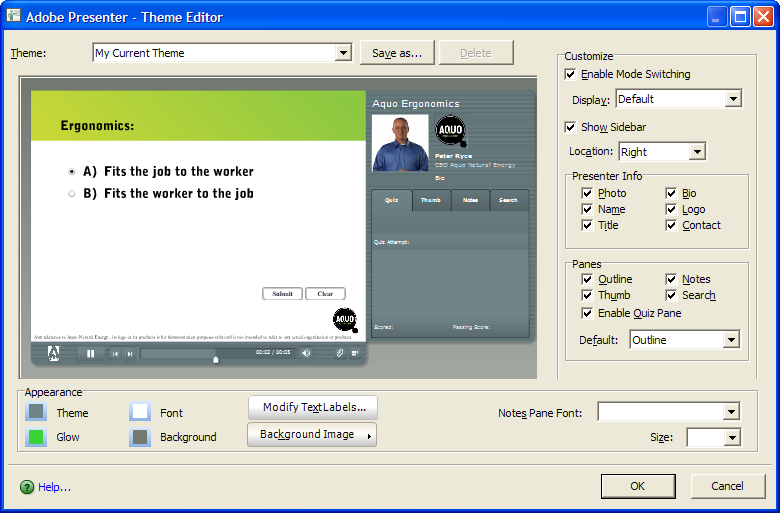 Adobe Presenter - Theme Editor
Theme:
My Current Theme
Save as...
Delete
Ergonomics:
A) Fits the job to the worker
B) Fits the worker to the job
Submit
Clear
AQUO
Any reference to Aquo Natural Energy, its logo or its products is for demonstration purposes only and is not intended to refer to any actual organization or products
00:02 / 00:05
Aquo Ergonomics
AQUO
Peter Ryce
CEO Aquo Natural Energy
Bio
Quiz
Thumb
Notes
Search
Quiz Attempt:
Scored:
Passing Score:
Customize
Enable Mode Switching
Display:
Default
Show Sidebar
Location:
Right
Presenter Info
Photo
Bio
Name
Logo
Title
Contact
Panes
Outline
Notes
Thumb
Search
Enable Quiz Pane
Default:
Outline
Appearance
Theme
Font
Modify TextLabels...
Notes Pane Font:
Glow
Background
Background Image
Size:
Help...
OK
Cancel